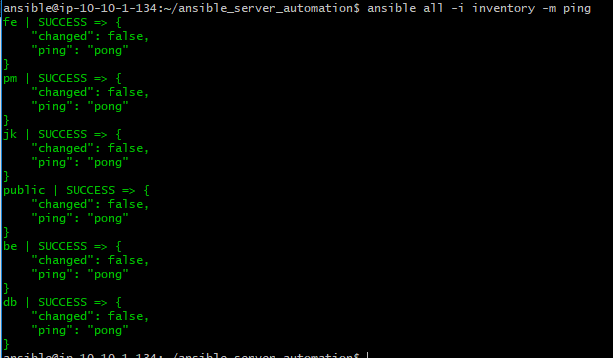 ansible@ip-10-10-1-134:~/ansible_server_automation$ ansible all -i inventory -m ping
fe | SUCCESS => {
    "changed": false,
    "ping": "pong"
}
pm | SUCCESS => {
    "changed": false,
    "ping": "pong"
}
jk | SUCCESS => {
    "changed": false,
    "ping": "pong"
}
public | SUCCESS => {
    "changed": false,
    "ping": "pong"
}
be | SUCCESS => {
    "changed": false,
    "ping": "pong"
}
db | SUCCESS => {
    "changed": false,
    "ping": "pong"
}
ansible@ip-10-10-1-134:~/ansible_server_automation$